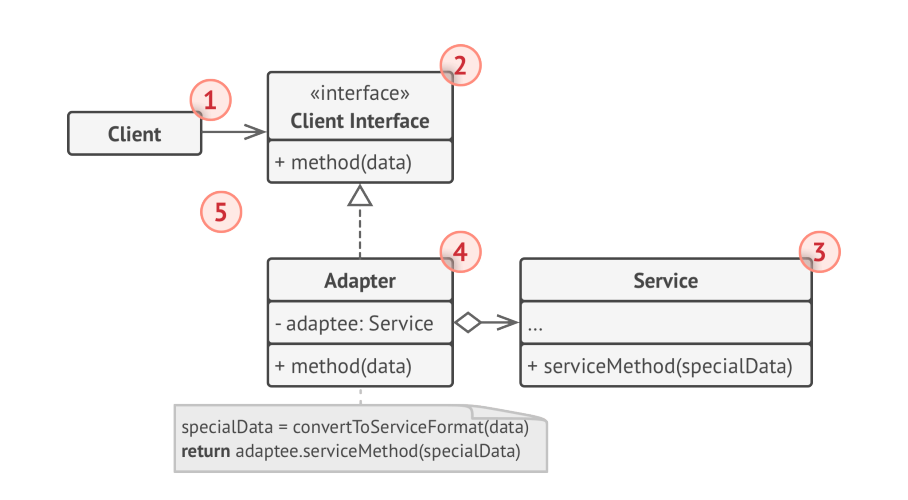 1
Client
2
«interface»
Client Interface
+ method(data)
5
4
Adapter
- adaptee: Service
+ method(data)
3
Service
...
+ serviceMethod(specialData)
specialData = convertToServiceFormat(data)
return adaptee.serviceMethod(specialData)